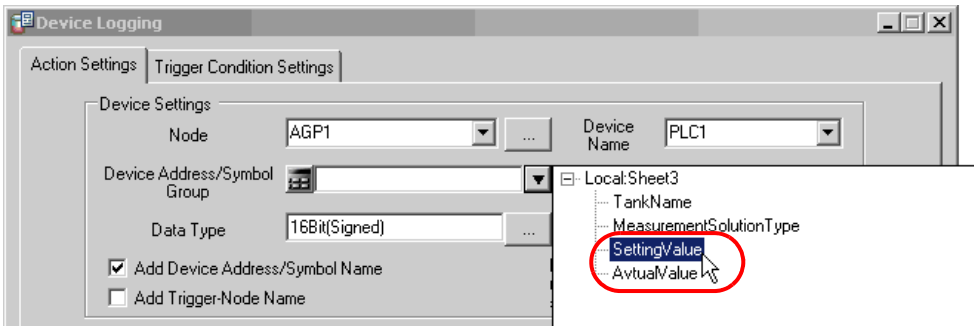 Device Logging
Action Settings
Trigger Condition Settings
Device Settings
Node
AGP1
...
Device
Name
PLC1
Device Address/Symbol
Group
Local:Sheet3
TankName
MeasurementSolutionType
SettingValue
AvtualValue
Data Type
16Bit(Signed)
...
Add Device Address/Symbol Name
Add Trigger-Node Name